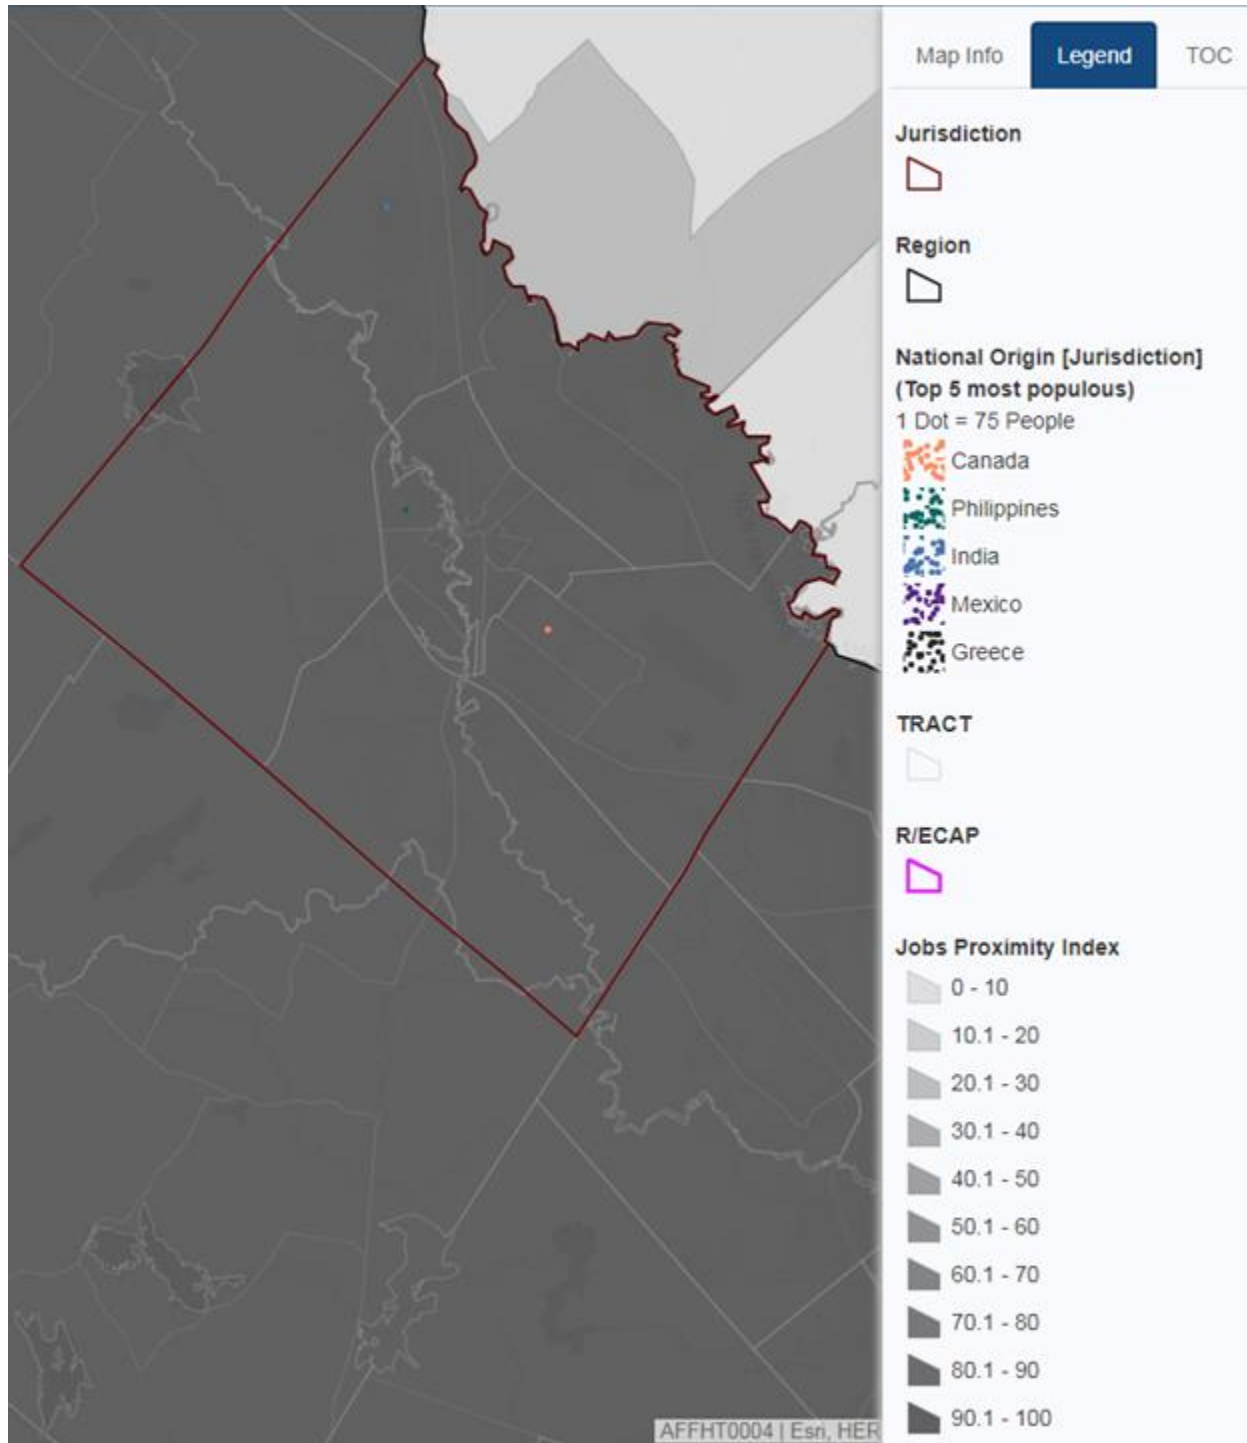 Map Info Legend TOC
Jurisdiction
Region
National Origin [Jurisdiction]
(Top 5 most populous)
1 Dot = 75 People
Canada
Philippines
India
Mexico
Greece
TRACT
R/ECAP
Jobs Proximity Index
0 - 10
10.1 - 20
20.1 - 30
30.1 - 40
40.1 - 50
50.1 - 60
60.1 - 70
70.1 - 80
80.1 - 90
90.1 - 100
AFFHT0004 | Esri, HER